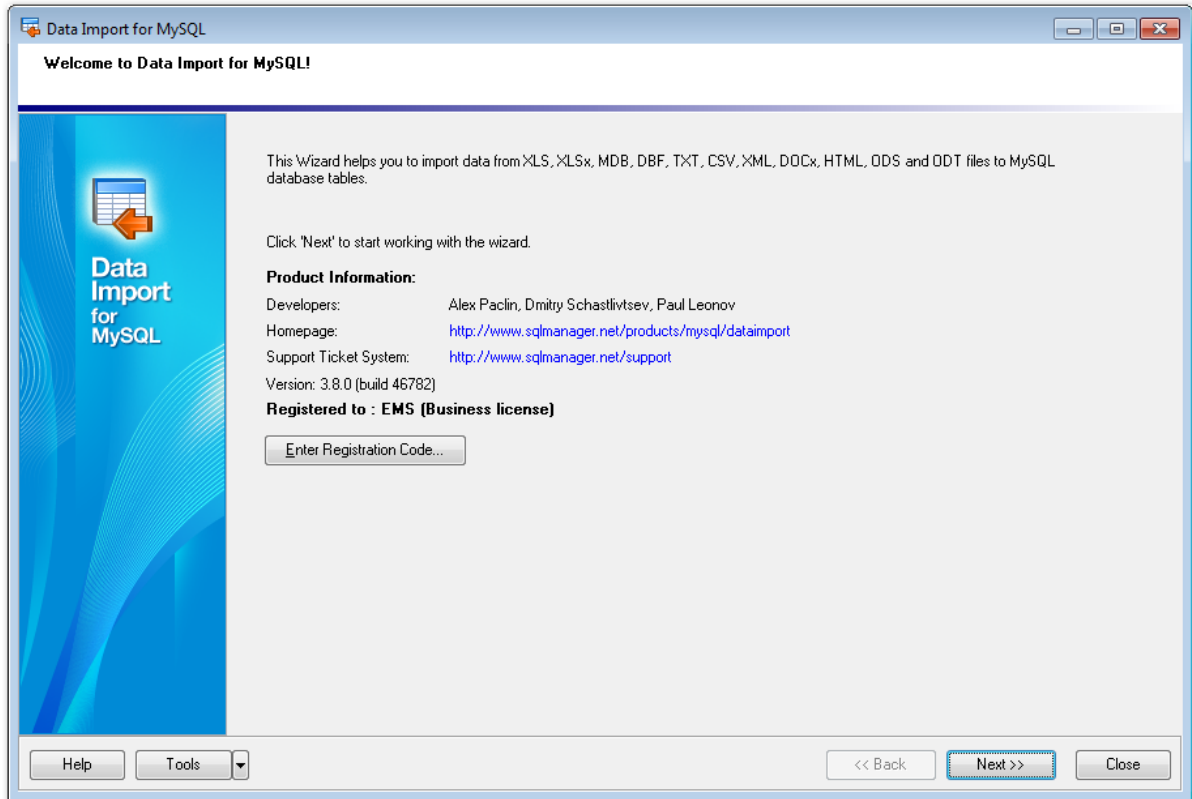 Data Import for MySQL
Welcome to Data Import for MySQL!
Data
Import
for
MySQL
This Wizard helps you to import data from XLS, XLSx, MDB, DBF, TXT, CSV, XML, DOCx, HTML, ODS and ODT files to MySQL
database tables.
Click 'Next' to start working with the wizard.
Product Information:
Developers: Alex Paclin, Dmitry Schastlivtsev, Paul Leonov
Homepage: http://www.sqlmanager.net/products/mysql/dataimport
Support Ticket System: http://www.sqlmanager.net/support
Version: 3.8.0 (build 46782)
Registered to : EMS (Business license)
Enter Registration Code...
Help Tools << Back Next >> Close